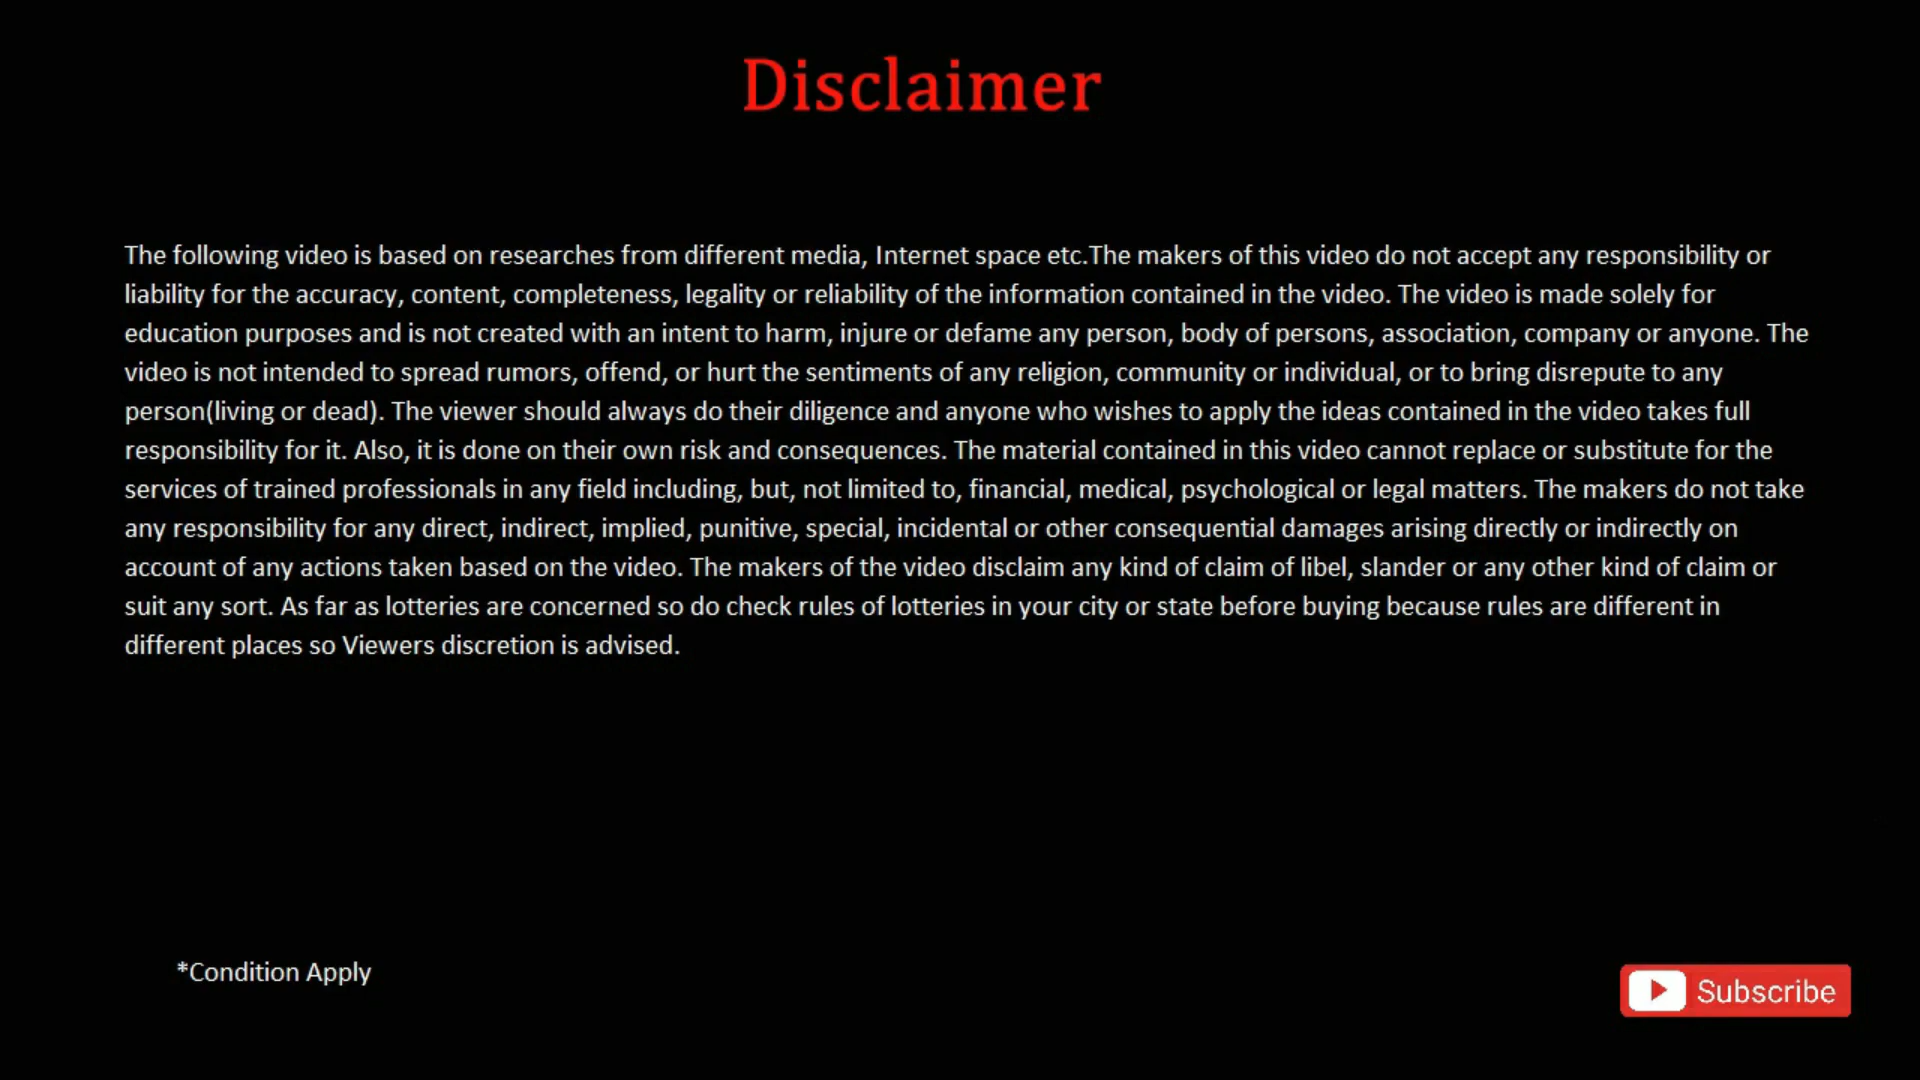 Disclaimer
The following video is based on researches from different media, Internet space etc.The makers of this video do not accept any responsibility or
liability for the accuracy, content, completeness, legality or reliability of the information contained in the video. The video is made solely for
education purposes and is not created with an intent to harm, injure or defame any person, body of persons, association, company or anyone. The
video is not intended to spread rumors, offend, or hurt the sentiments of any religion, community or individual, or to bring disrepute to any
person(living or dead). The viewer should always do their diligence and anyone who wishes to apply the ideas contained in the video takes full
responsibility for it. Also, it is done on their own risk and consequences. The material contained in this video cannot replace or substitute for the
services of trained professionals in any field including, but, not limited to, financial, medical, psychological or legal matters. The makers do not take
any responsibility for any direct, indirect, implied, punitive, special, incidental or other consequential damages arising directly or indirectly on
account of any actions taken based on the video. The makers of the video disclaim any kind of claim of libel, slander or any other kind of claim or
suit any sort. As far as lotteries are concerned so do check rules of lotteries in your city or state before buying because rules are different in
different places so Viewers discretion is advised.
*Condition Apply
Subscribe